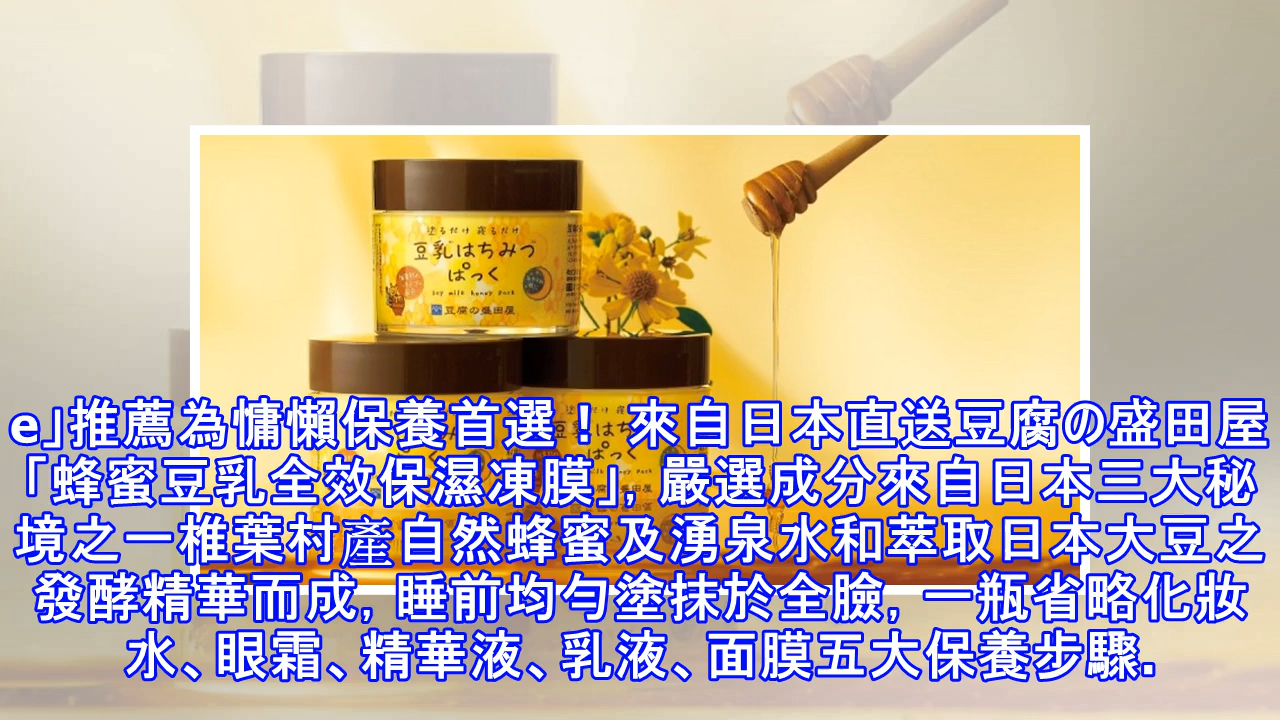 塗るだけ 寝るだけ
豆乳はちみつ
ぱっく
soy milk honey pack
豆腐の盛田屋
e」推薦為慵懶保養首選！來自日本直送豆腐の盛田屋
「蜂蜜豆乳全效保濕凍膜」，嚴選成分來自日本三大秘
境之一椎葉村產自然蜂蜜及湧泉水和萃取日本大豆之
發酵精華而成，睡前均勻塗抹於全臉，一瓶省略化妝
水、眼霜、精華液、乳液、面膜五大保養步驟.